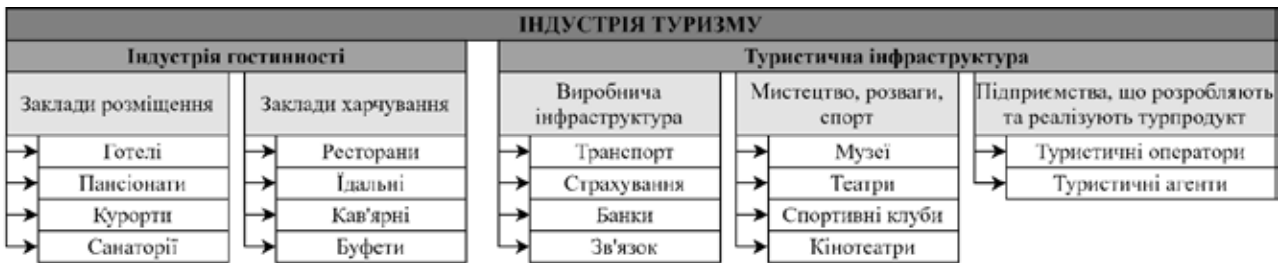 ІНДУСТРІЯ ТУРИЗМУ
Індустрія гостинності
Туристична інфраструктура
Заклади розміщення
Готелі
Пансіонати
Курорти
Санаторії
Заклади харчування
Ресторани
Їдальні
Кав'ярні
Буфети
Виробнича
інфраструктура
Транспорт
Страхування
Банки
Зв'язок
Мистецтво, розваги,
спорт
Музеї
Театри
Спортивні клуби
Кінотеатри
Підприємства, що розробляють
та реалізують турпродукт
Туристичні оператори
Туристичні агенти